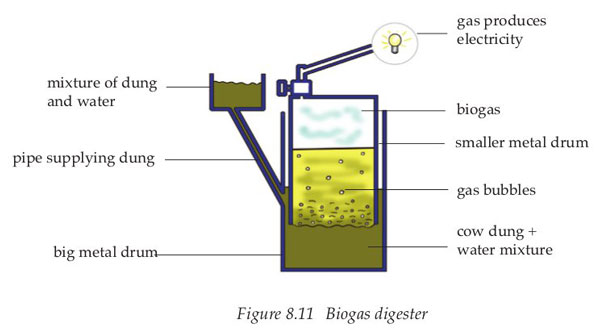 gas produces
electricity
mixture of dung
and water
biogas
smaller metal drum
pipe supplying dung
gas bubbles
cow dung +
water mixture
big metal drum
Figure 8.11 Biogas digester